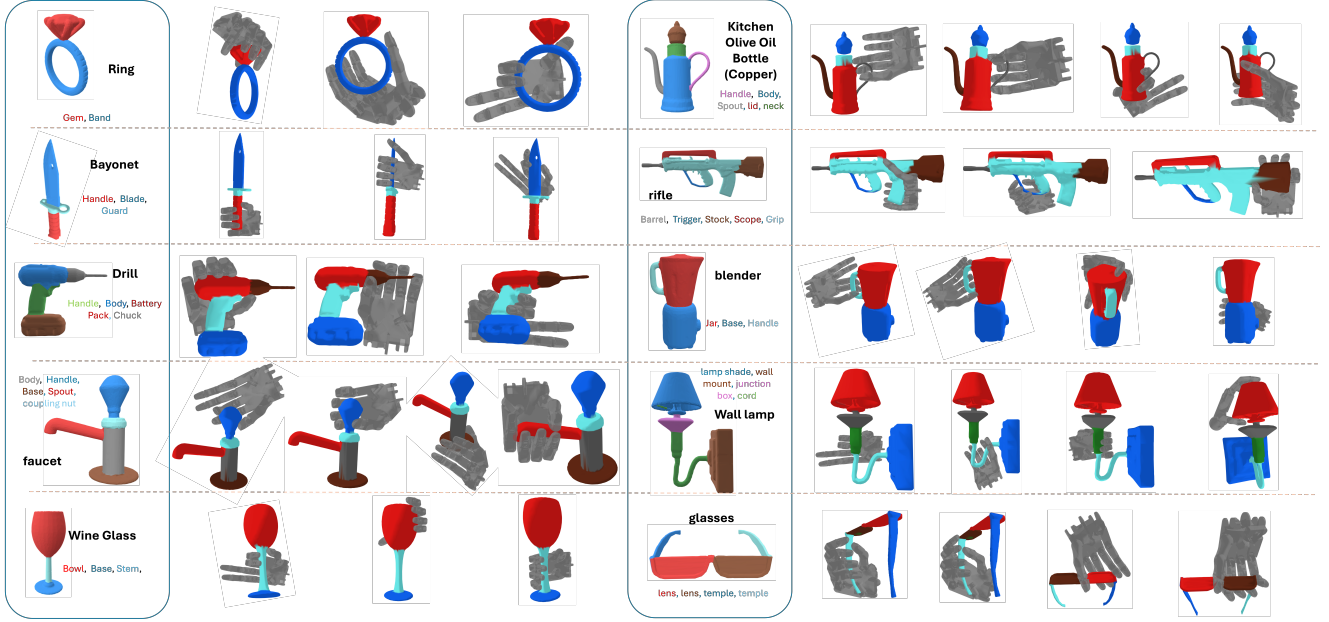 Ring
Gem, Band
Bayonet
Handle, Blade,
Guard
Drill
Handle, Body, Battery
Pack, Chuck
Body, Handle,
Base, Spout,
coupling nut
faucet
Wine Glass
Bowl, Base, Stem,
Kitchen
Olive Oil
Bottle
(Copper)
Handle, Body,
Spout, lid, neck
rifle
Barrel, Trigger, Stock, Scope, Grip
blender
Jar, Base, Handle
lamp shade, wall
mount, junction
box, cord
Wall lamp
glasses
lens, lens, temple, temple